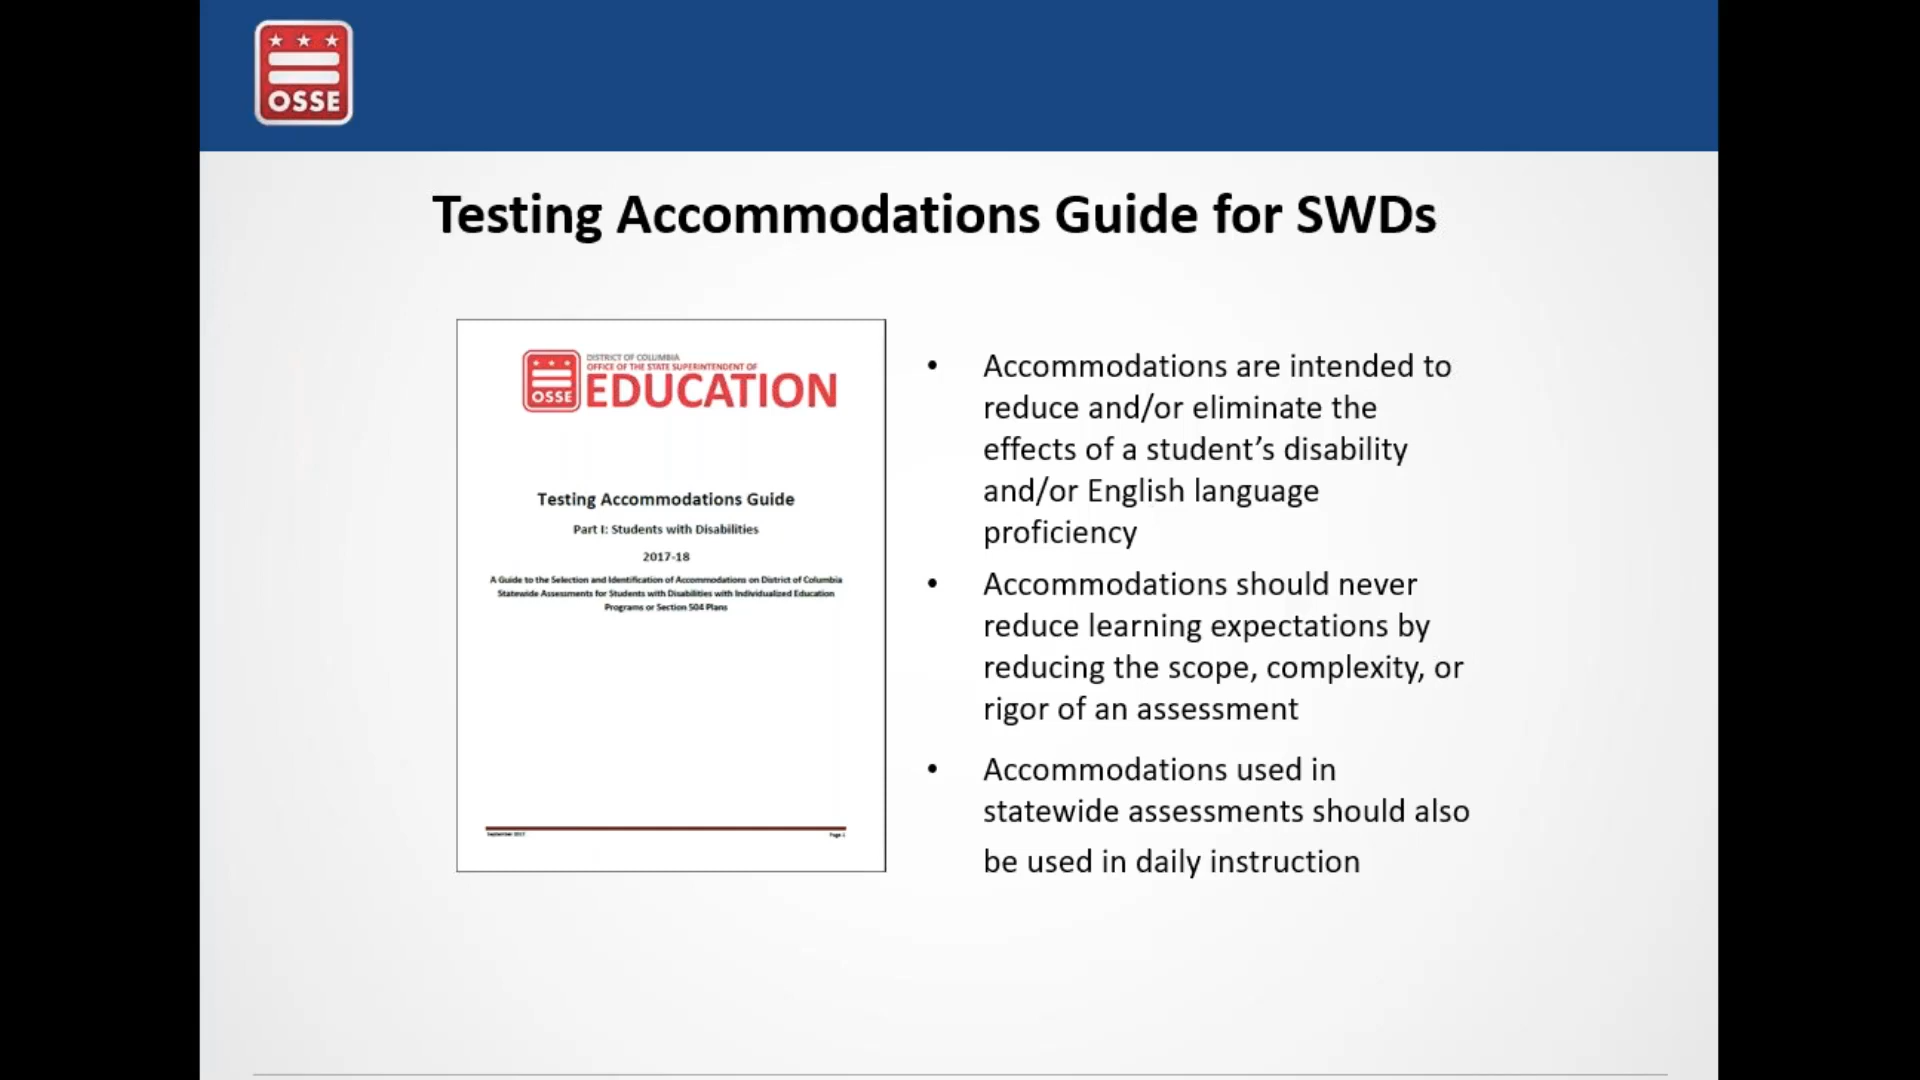 OSSE
Testing Accommodations Guide for SWDs
DISTRICT OF COLUMBIA
OFFICE OF THE STATE SUPERINTENDENT OF
OSSE
EDUCATION
Testing Accommodations Guide
Part I: Students with Disabilities
2017-18
A Guide to the Selection and Identification of Accommodations on District of Columbia
Statewide Assessments for Students with Disabilities with Individualized Education
Programs or Section 504 Plans
September 2017
Page 1
• Accommodations are intended to
reduce and/or eliminate the
effects of a student’s disability
and/or English language
proficiency
• Accommodations should never
reduce learning expectations by
reducing the scope, complexity, or
rigor of an assessment
• Accommodations used in
statewide assessments should also
be used in daily instruction